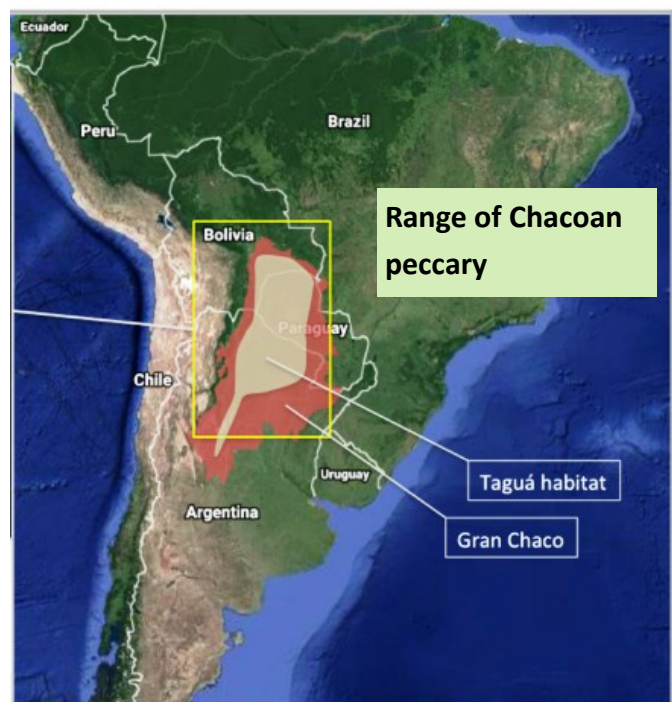 Ecuador
Peru
Brazil
Range of Chacoan
peccary
Bolivia
Paraguay
Chile
Taguá habitat
Uruguay
Argentina
Gran Chaco